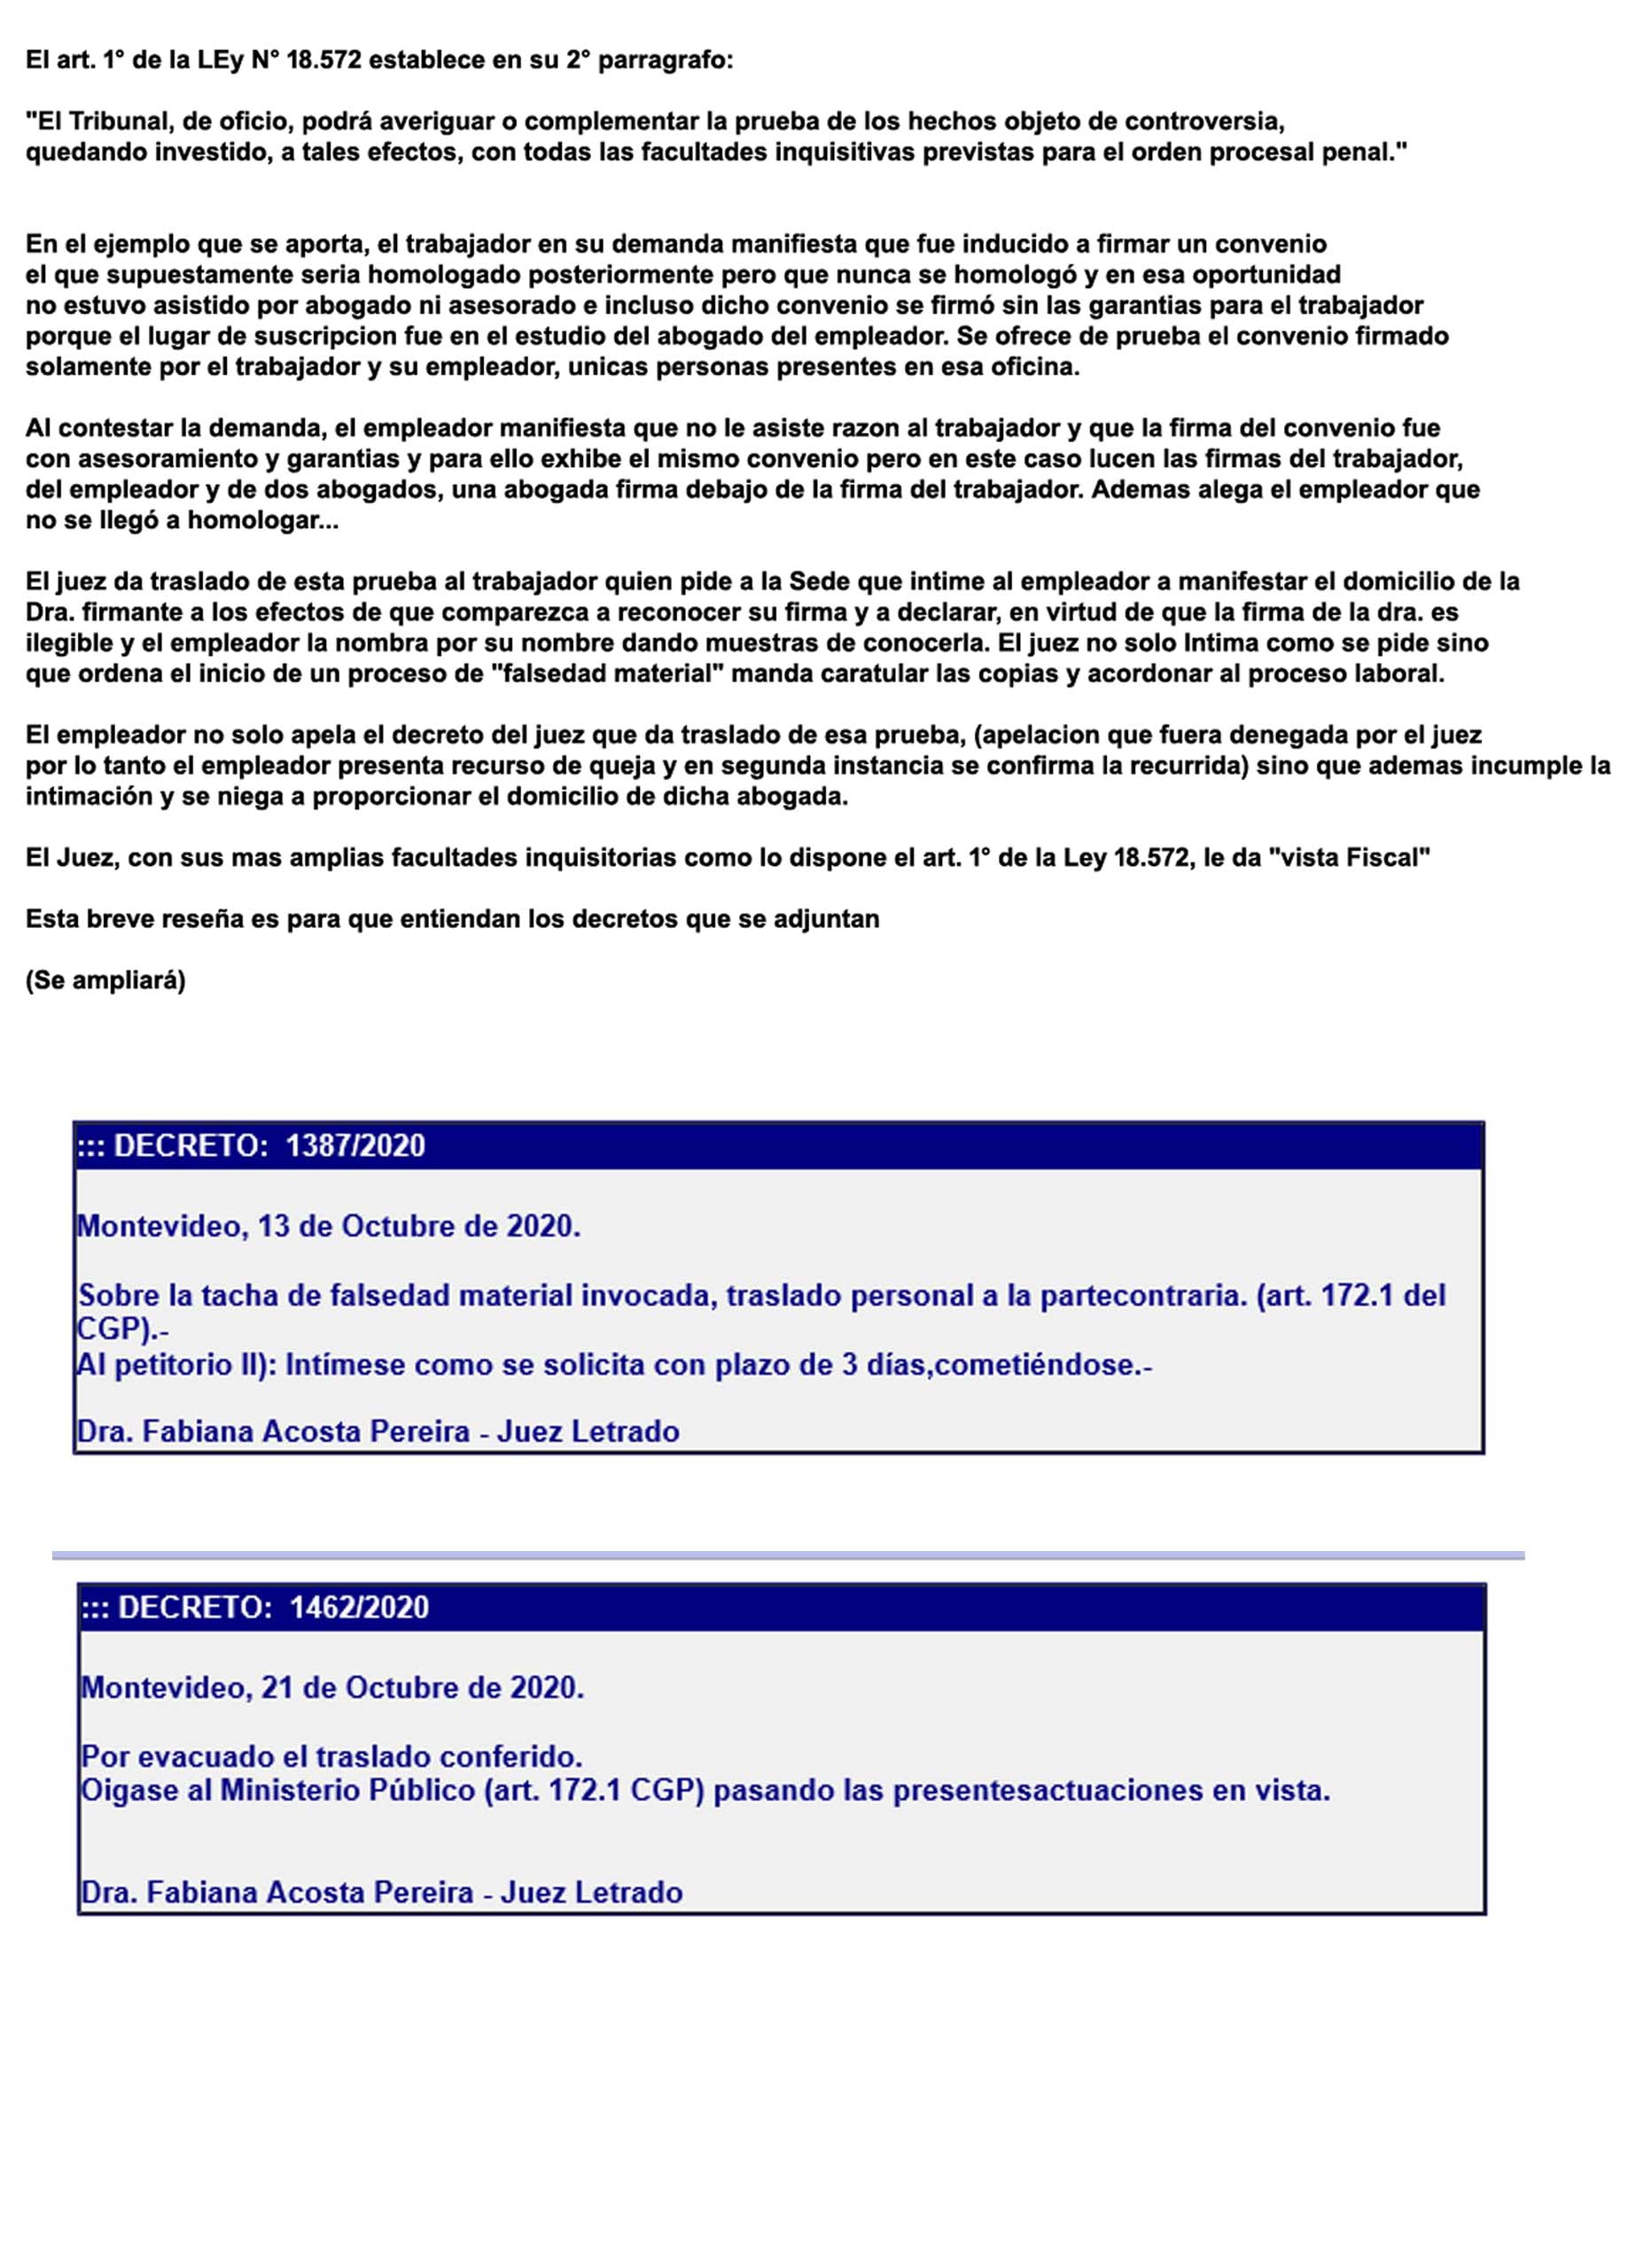 El art. 1° de la LEy N° 18.572 establece en su 2° parragrafo:
"El Tribunal, de oficio, podrá averiguar o complementar la prueba de los hechos objeto de controversia,
quedando investido, a tales efectos, con todas las facultades inquisitivas previstas para el orden procesal penal."
En el ejemplo que se aporta, el trabajador en su demanda manifiesta que fue inducido a firmar un convenio
el que supuestamente seria homologado posteriormente pero que nunca se homologó y en esa oportunidad
no estuvo asistido por abogado ni asesorado e incluso dicho convenio se firmó sin las garantias para el trabajador
porque el lugar de suscripcion fue en el estudio del abogado del empleador. Se ofrece de prueba el convenio firmado
solamente por el trabajador y su empleador, unicas personas presentes en esa oficina.
Al contestar la demanda, el empleador manifiesta que no le asiste razon al trabajador y que la firma del convenio fue
con asesoramiento y garantias y para ello exhibe el mismo convenio pero en este caso lucen las firmas del trabajador,
del empleador y de dos abogados, una abogada firma debajo de la firma del trabajador. Ademas alega el empleador que
no se llegó a homologar...
El juez da traslado de esta prueba al trabajador quien pide a la Sede que intime al empleador a manifestar el domicilio de la
Dra. firmante a los efectos de que comparezca a reconocer su firma y a declarar, en virtud de que la firma de la dra. es
ilegible y el empleador la nombra por su nombre dando muestras de conocerla. El juez no solo Intima como se pide sino
que ordena el inicio de un proceso de "falsedad material" manda caratular las copias y acordonar al proceso laboral.
El empleador no solo apela el decreto del juez que da traslado de esa prueba, (apelacion que fuera denegada por el juez
por lo tanto el empleador presenta recurso de queja y en segunda instancia se confirma la recurrida) sino que ademas incumple la
intimación y se niega a proporcionar el domicilio de dicha abogada.
El Juez, con sus mas amplias facultades inquisitorias como lo dispone el art. 1° de la Ley 18.572, le da "vista Fiscal"
Esta breve reseña es para que entiendan los decretos que se adjuntan
(Se ampliará)
::: DECRETO: 1387/2020
Montevideo, 13 de Octubre de 2020.
Sobre la tacha de falsedad material invocada, traslado personal a la partecontraria. (art. 172.1 del
CGP).-
Al petitorio II): Intímese como se solicita con plazo de 3 días,cometiéndose.-
Dra. Fabiana Acosta Pereira - Juez Letrado
::: DECRETO: 1462/2020
Montevideo, 21 de Octubre de 2020.
Por evacuado el traslado conferido.
Oigase al Ministerio Público (art. 172.1 CGP) pasando las presentesactuaciones en vista.
Dra. Fabiana Acosta Pereira - Juez Letrado